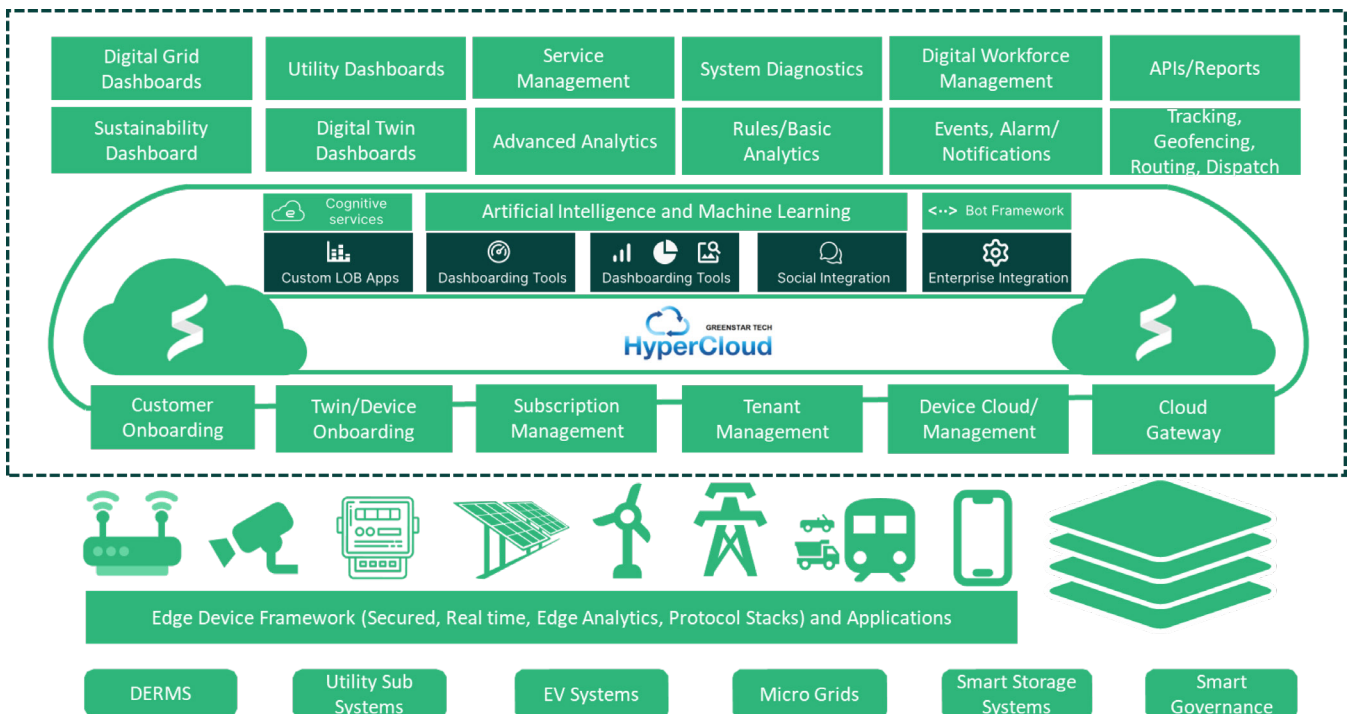 Digital Grid
Dashboards
Utility Dashboards
Service
Management
System Diagnostics
Digital Workforce
Management
APIs/Reports
Sustainability
Dashboard
Digital Twin
Dashboards
Advanced Analytics
Rules/Basic
Analytics
Events, Alarm/
Notifications
Tracking,
Geofencing,
Routing, Dispatch
Cognitive
services
Artificial Intelligence and Machine Learning
<··> Bot Framework
Custom LOB Apps
Dashboarding Tools
Dashboarding Tools
Social Integration
Enterprise Integration
GREENSTAR TECH
HyperCloud
Customer
Onboarding
Twin/Device
Onboarding
Subscription
Management
Tenant
Management
Device Cloud/
Management
Cloud
Gateway
Edge Device Framework (Secured, Real time, Edge Analytics, Protocol Stacks) and Applications
DERMS
Utility Sub
Systems
EV Systems
Micro Grids
Smart Storage
Systems
Smart
Governance